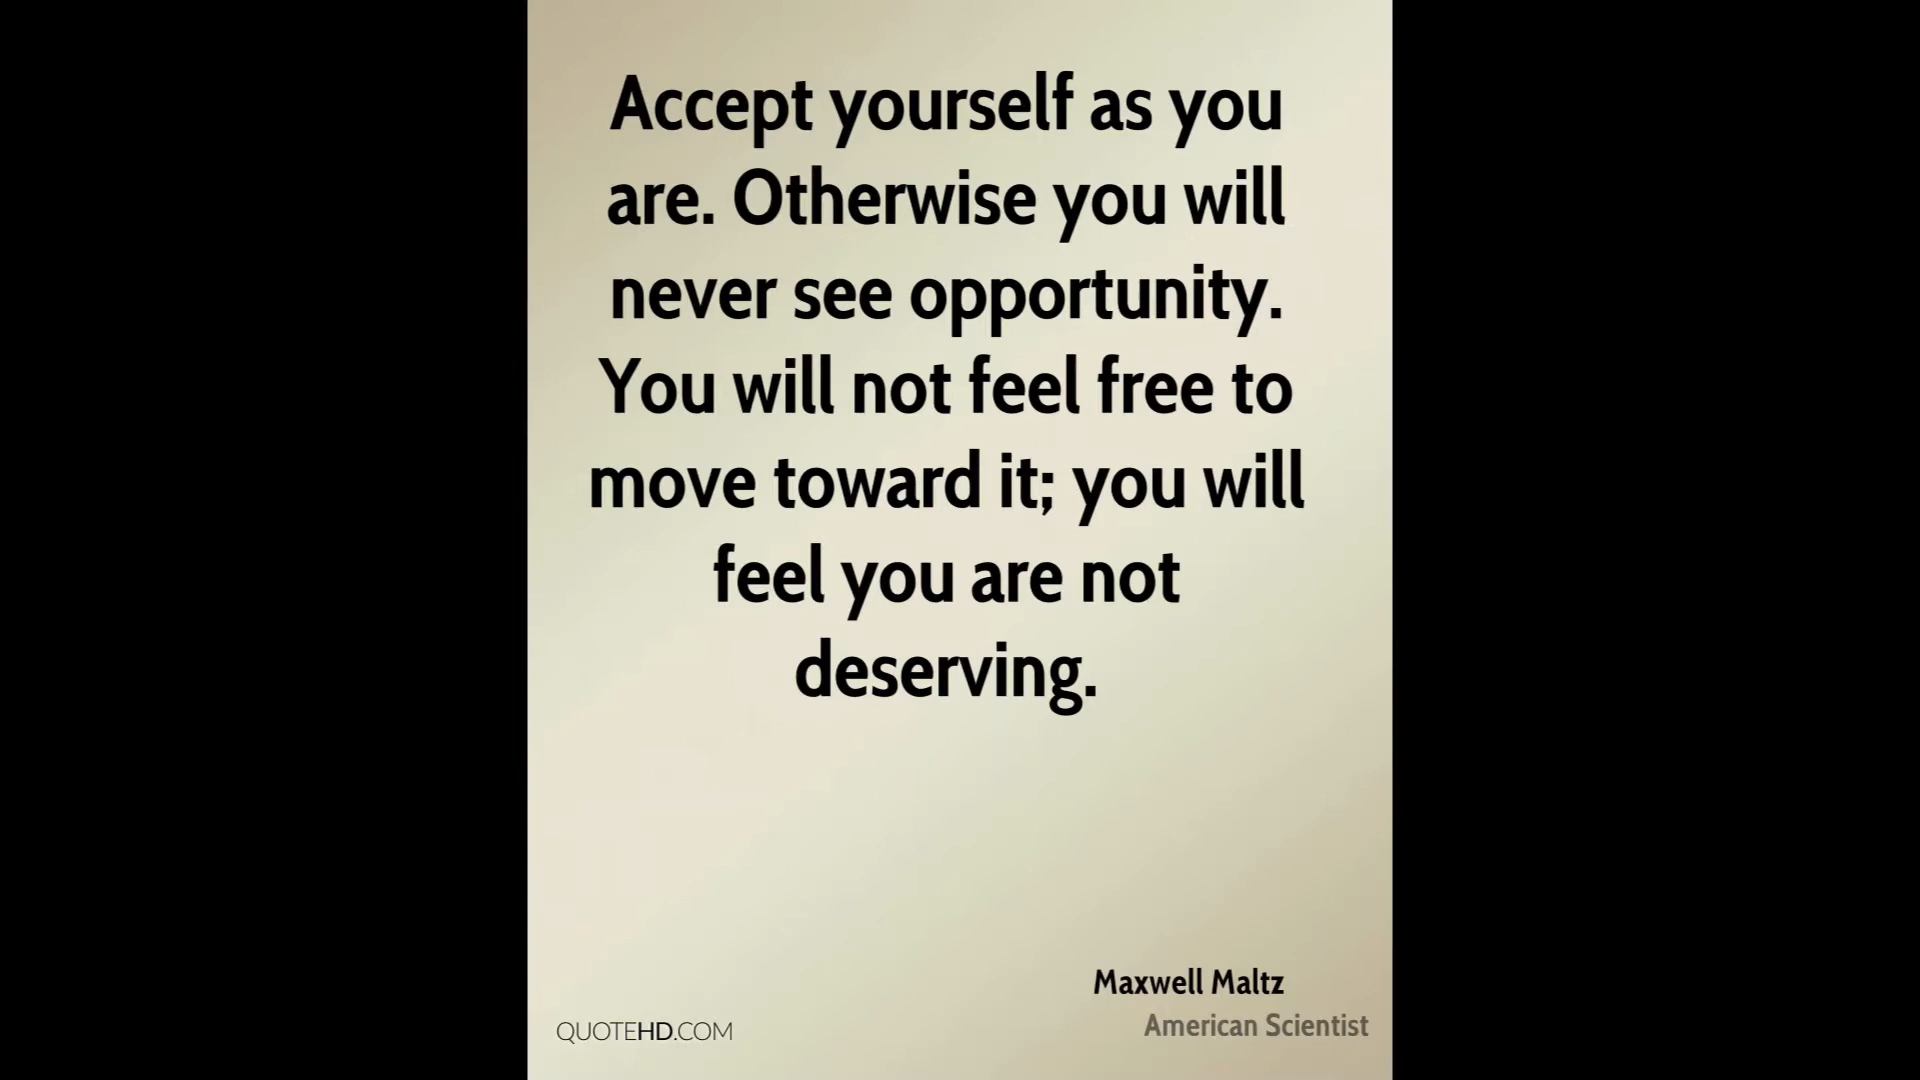 Accept yourself as you
are. Otherwise you will
never see opportunity.
You will not feel free to
move toward it; you will
feel you are not
deserving.
Maxwell Maltz
American Scientist
QUOTEHD.COM